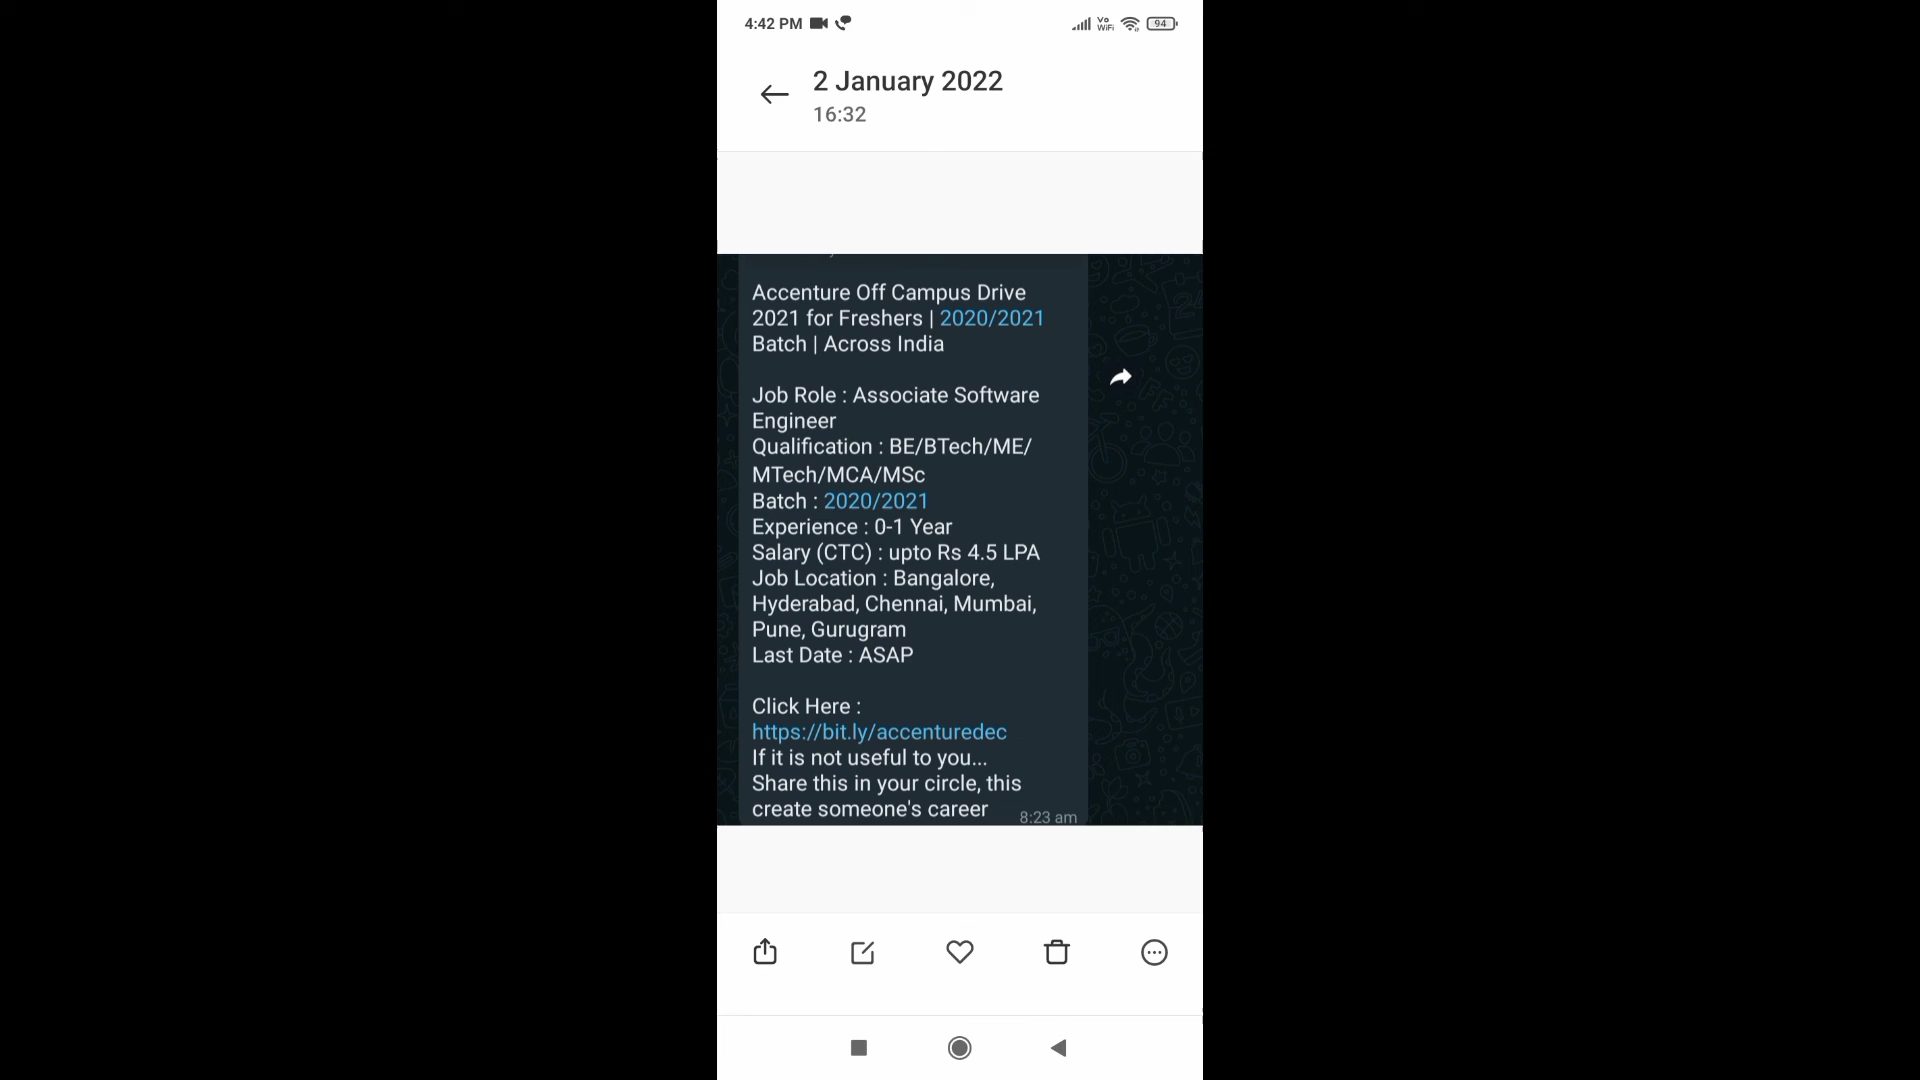 4:42 PM
Vo WiFi
94
2 January 2022
16:32
Accenture Off Campus Drive
2021 for Freshers | 2020/2021
Batch | Across India
Job Role : Associate Software
Engineer
Qualification : BE/BTech/ME/
MTech/MCA/MSc
Batch : 2020/2021
Experience : 0-1 Year
Salary (CTC) : upto Rs 4.5 LPA
Job Location : Bangalore,
Hyderabad, Chennai, Mumbai,
Pune, Gurugram
Last Date : ASAP
Click Here :
https://bit.ly/accenturedec
If it is not useful to you...
Share this in your circle, this
create someone's career
8:23 am